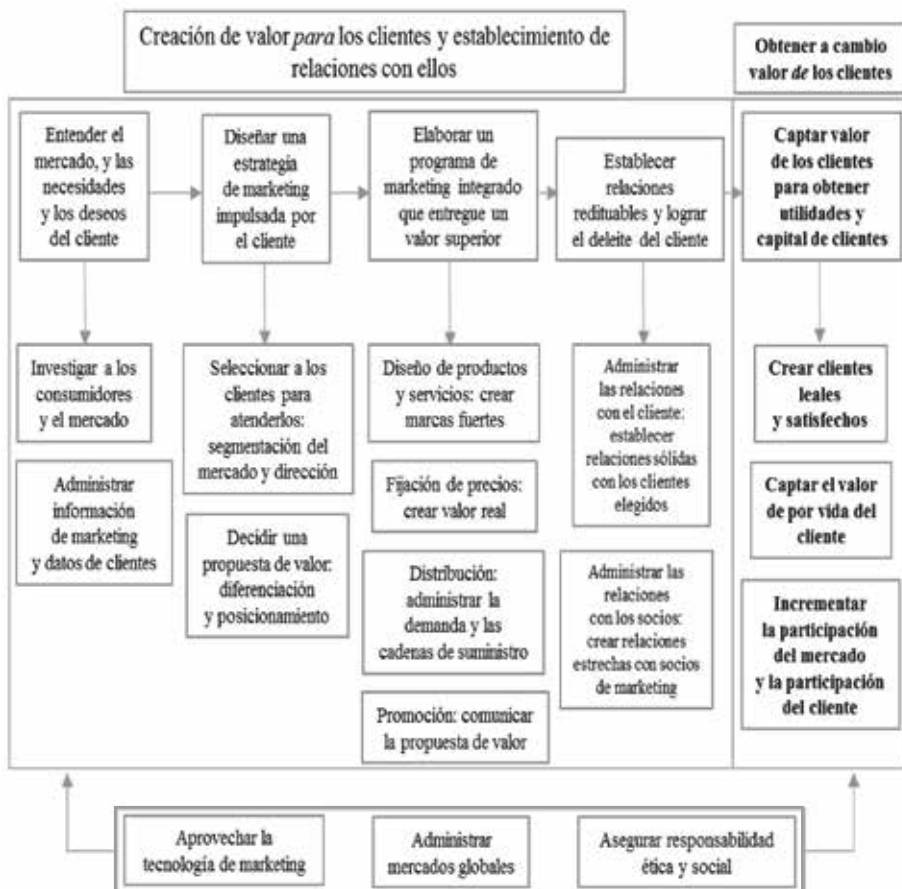 Creación de valor para los clientes y establecimiento de
relaciones con ellos
Obtener a cambio
valor de los clientes
Entender el
mercado, y las
necesidades
y los deseos
del cliente
Diseñar una
estrategia
de marketing
impulsada por
el cliente
Elaborar un
programa de
marketing integrado
que entregue un
valor superior
Establecer
relaciones
redituables y lograr
el deleite del cliente
Captar valor
de los clientes
para obtener
utilidades y
capital de clientes
Investigar a los
consumidores
y el mercado
Administrar
información
de marketing
y datos de clientes
Seleccionar a los
clientes para
atenderlos:
segmentación del
mercado y dirección
Decidir una
propuesta de valor:
diferenciación
y posicionamiento
Diseño de productos
y servicios: crear
marcas fuertes
Fijación de precios:
crear valor real
Distribución:
administrar la
demanda y las
cadenas de suministro
Promoción: comunicar
la propuesta de valor
Administrar
las relaciones
con el cliente:
establecer
relaciones sólidas
con los clientes
elegidos
Administrar las
relaciones
con los socios:
crear relaciones
estrechas con socios
de marketing
Crear clientes
leales
y satisfechos
Captar el valor
de por vida del
cliente
Incrementar
la participación
del mercado
y la participación
del cliente
Aprovechar la
tecnología de marketing
Administrar
mercados globales
Asegurar responsabilidad
ética y social